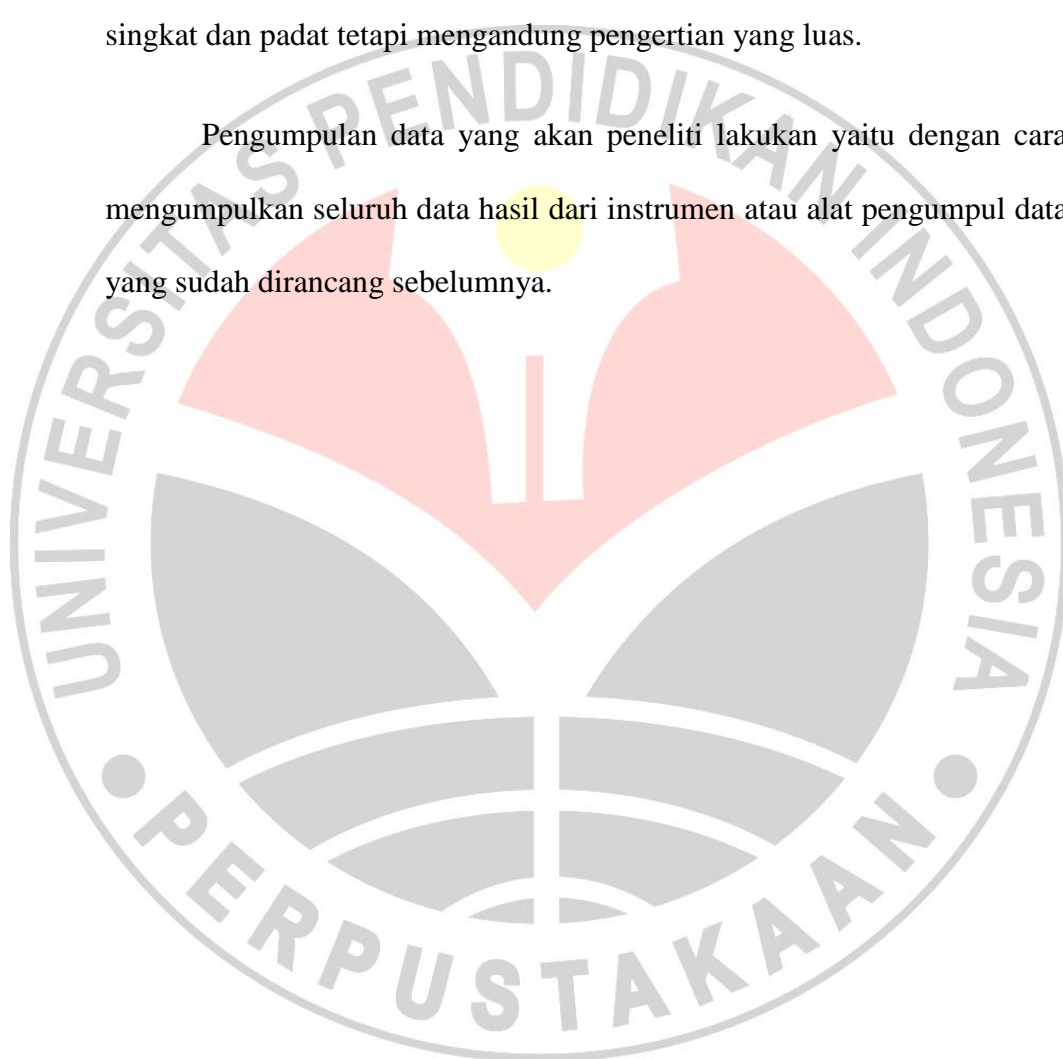 singkat dan padat tetapi mengandung pengertian yang luas.
Pengumpulan data yang akan peneliti lakukan yaitu dengan cara
mengumpulkan seluruh data hasil dari instrumen atau alat pengumpul data
yang sudah dirancang sebelumnya.
UNIVERSITAS PENDIDIKAN INDONESIA
PERPUSTAKAAN